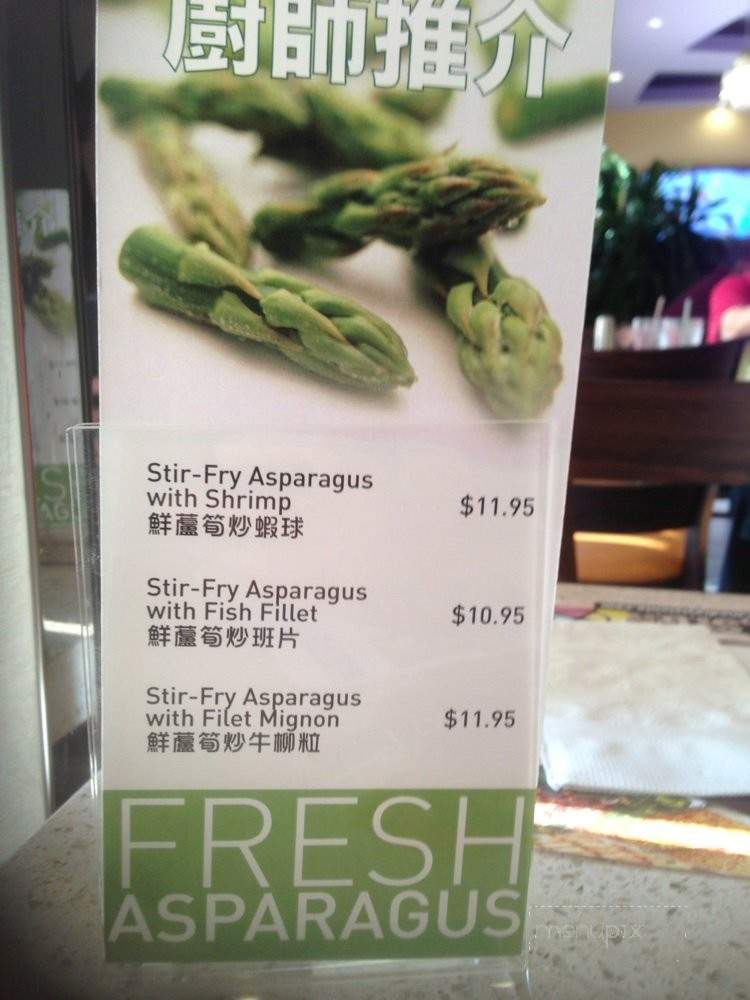 廚師推介
Stir-Fry Asparagus
with Shrimp
$11.95
鮮蘆筍炒蝦球
Stir-Fry Asparagus
with Fish Fillet
$10.95
鮮蘆筍炒班片
Stir-Fry Asparagus
with Filet Mignon
$11.95
鮮蘆筍炒牛柳粒
FRESH
ASPARAGUS
menupix